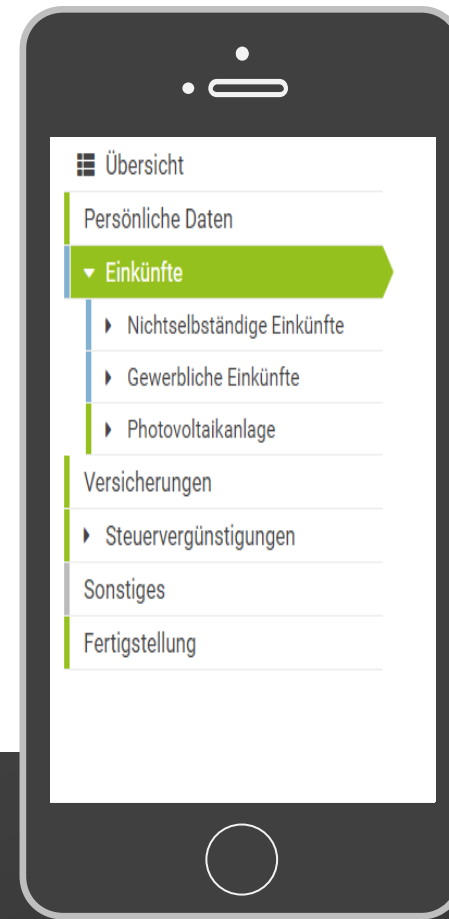 Übersicht
Persönliche Daten
Einkünfte
Nichtselbständige Einkünfte
Gewerbliche Einkünfte
Photovoltaikanlage
Versicherungen
Steuervergünstigungen
Sonstiges
Fertigstellung